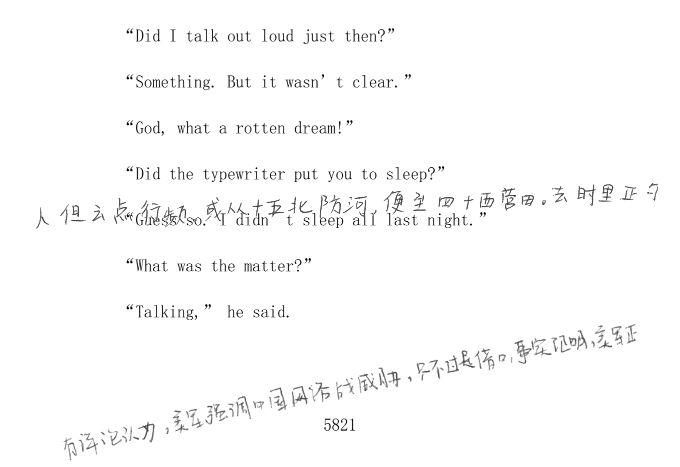 “Did I talk out loud just then?”
“Something. But it wasn’t clear.”
“God, what a rotten dream!”
“Did the typewriter put you to sleep?”
人但云点行频。或从十五北防河,便至四十西营田。去时里正与
“Guess so. I didn’t sleep all last night.”
“What was the matter?”
“Talking,” he said.
有评论认为,美军强调中国网络战威胁,只不过是借口,事实证明,美军正
5821